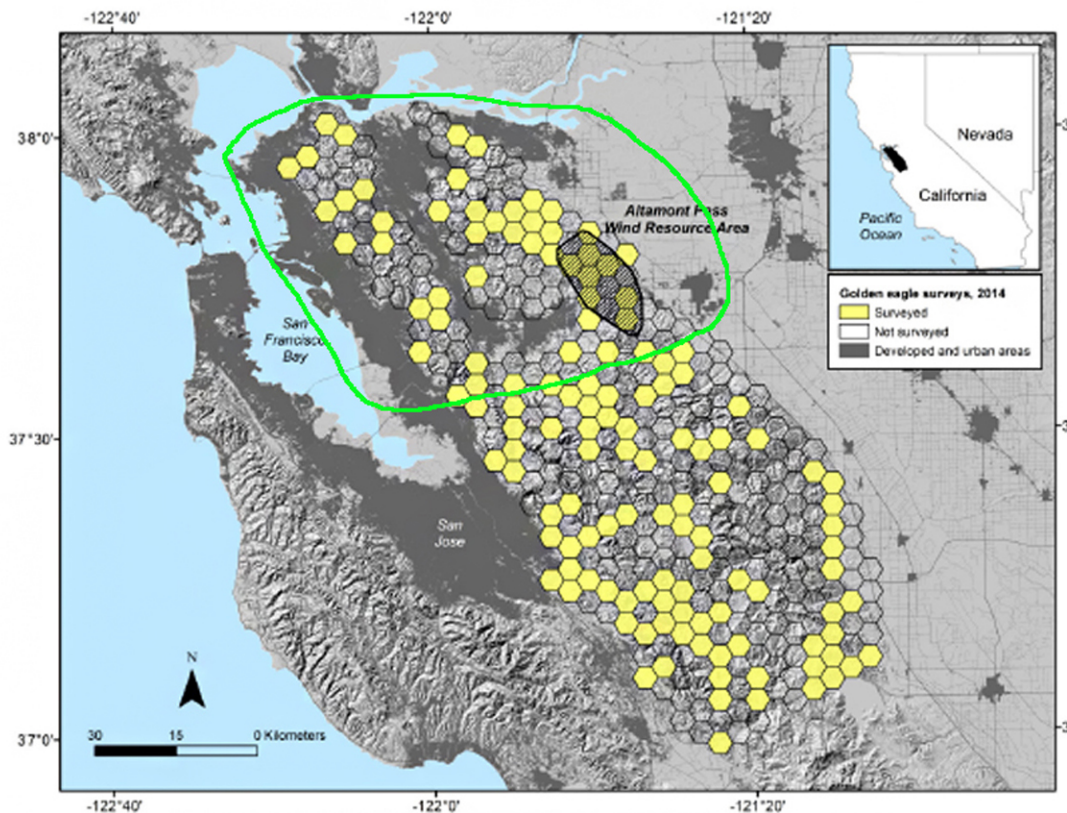 -122°40'
-122°0'
-121°20'
38°0'
37°30'
37°0'
Nevada
California
Pacific
Ocean
Altamont Pass
Wind Resource Area
Golden eagle surveys, 2014
Surveyed
Not surveyed
Developed and urban areas
San
Francisco
Bay
San
Jose
N
30 15 0 Kilometers
-122°40'
-122°0'
-121°20'